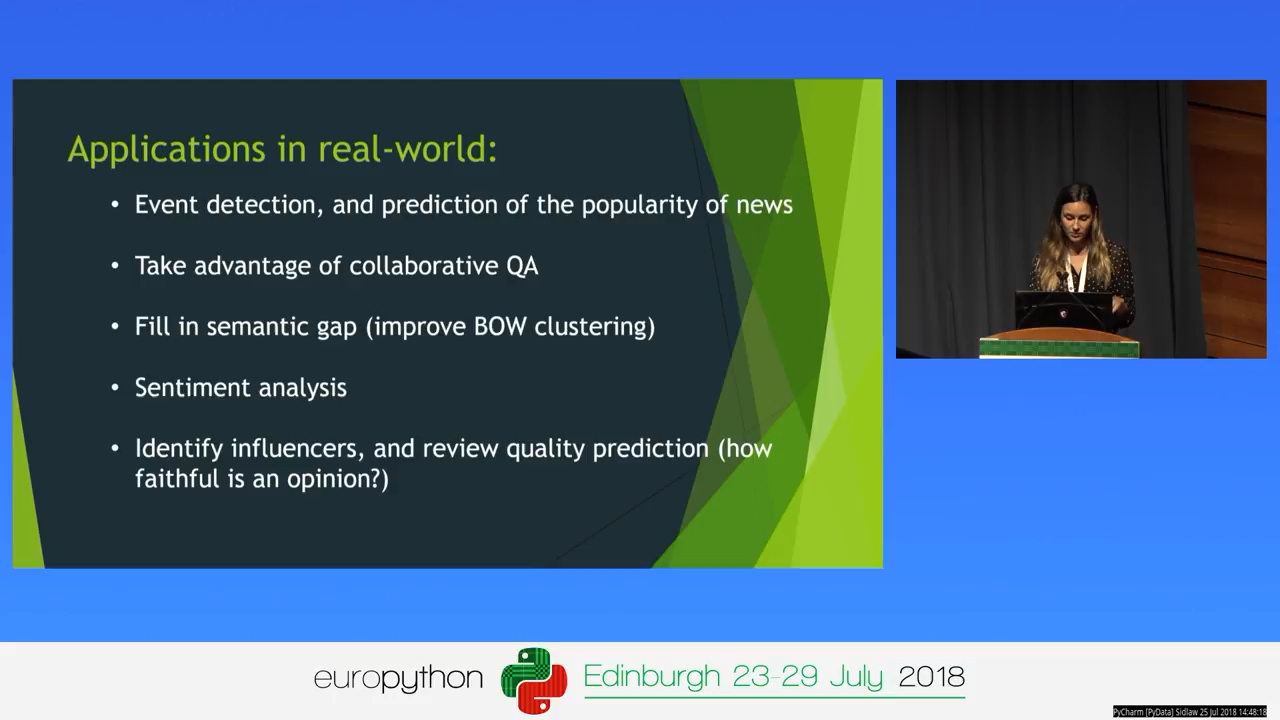 Applications in real-world:
• Event detection, and prediction of the popularity of news
• Take advantage of collaborative QA
• Fill in semantic gap (improve BOW clustering)
• Sentiment analysis
• Identify influencers, and review quality prediction (how
faithful is an opinion?)
europython
Edinburgh 23-29 July 2018
PyCharm [PyData] Sidlaw 25 Jul 2018 14:48:18